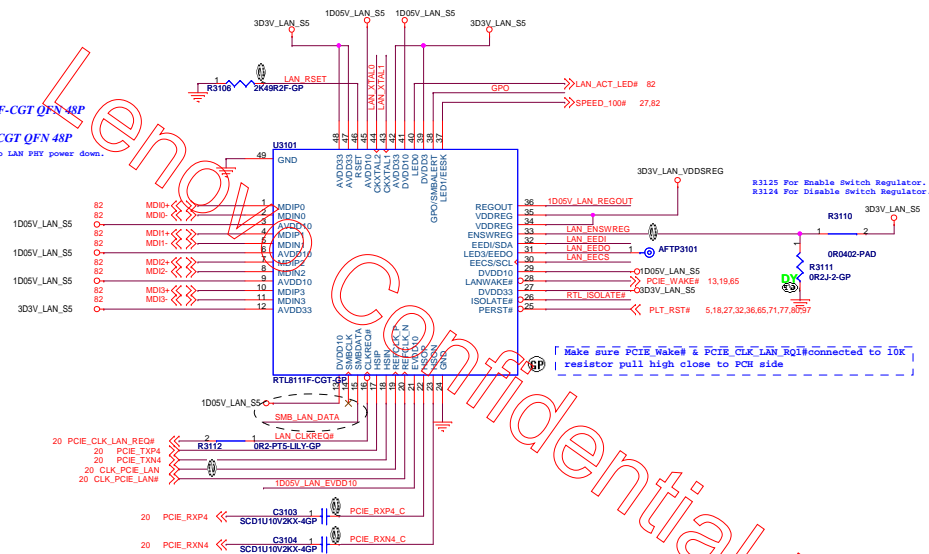 3D3V_LAN_S5
1D05V_LAN_S5
1D05V_LAN_S5
3D3V_LAN_S5
1
R3106
2K49R2F-GP
LAN_RSET
LAN_XTAL0
LAN_XTAL1
GPO
LAN_ACT_LED# 82
SPEED_100# 27,82
F-CGT QFN 48P
CGT QFN 48P
o LAN PHY power down.
Lenovo Confidential
U3101
48
47
46
45
44
43
42
41
40
39
38
37
AVDD33
AVDD33
RSET
AVDD10
CKXTAL2
CKXTAL1
AVDD33
DVDD10
LED0
DVDD33
GPO/SMBALERT
LED1/EESK
49 GND
82 MDI0+ 1 MDIP0
82 MDI0- 2 MDIN0
1D05V_LAN_S5 3 AVDD10
82 MDI1+ 4 MDIP1
82 MDI1- 5 MDIN1
1D05V_LAN_S5 6 AVDD10
82 MDI2+ 7 MDIP2
82 MDI2- 8 MDIN2
1D05V_LAN_S5 9 AVDD10
82 MDI3+ 10 MDIP3
82 MDI3- 11 MDIN3
3D3V_LAN_S5 12 AVDD33
REGOUT 36 1D05V_LAN_REGOUT
VDDREG 35
VDDREG 34
ENSWREG 33 LAN_ENSWREG
EEDI/SDA 32 LAN_EEDI
LED3/EEDO 31 LAN_EEDO 1 AFTP3101
EECS/SCL 30 LAN_EECS
DVDD10 29 1D05V_LAN_S5
LANWAKE# 28 PCIE_WAKE# 13,19,65
DVDD33 27 3D3V_LAN_S5
ISOLATE# 26 RTL_ISOLATE#
PERST# 25 PLT_RST# 5,18,27,32,36,65,71,77,80,97
3D3V_LAN_VDDSREG
R3125 For Enable Switch Regulator.
R3124 For Disable Switch Regulator
R3110
3D3V_LAN_S5
1 2
0R0402-PAD
1
R3111
0R2J-2-GP
DY
GP
Make sure PCIE_Wake# & PCIE_CLK_LAN_RQ1#connected to 10K
resistor pull high close to PCH side
DVDD10
SMBCLK
SMBDATA
CLKREQ#
HSIP
HSIN
REFCLK_P
REFCLK_N
EVDD10
HSOP
HSON
GND
RTL8111F-CGT-GP
13
14
15
16
17
18
19
20
21
22
23
24
1D05V_LAN_S5
SMB_LAN_DATA
20 PCIE_CLK_LAN_REQ# 2 1 LAN_CLKREQ#
R3112 0R2-PT5-LILY-GP
20 PCIE_TXP4
20 PCIE_TXN4
20 CLK_PCIE_LAN
20 CLK_PCIE_LAN#
1D05V_LAN_EVDD10
20 PCIE_RXP4 C3103 1 PCIE_RXP4_C
SCD1U10V2KX-4GP
20 PCIE_RXN4 C3104 1 PCIE_RXN4_C
SCD1U10V2KX-4GP